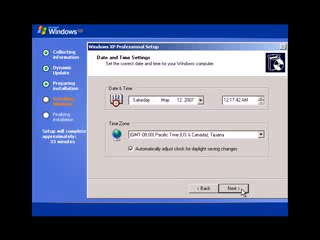 Windows xp
Collecting
information
Dynamic
Update
Preparing
installation
Installing
Windows
Finalizing
installation
Setup will complete
approximately:
33 minutes
Windows XP Professional Setup
Date and Time Settings
Set the correct date and time for your Windows computer.
Date & Time
Saturday , May 12, 2007
12:17:42 AM
Time Zone
(GMT-08:00) Pacific Time (US & Canada); Tijuana
Automatically adjust clock for daylight saving changes
< Back
Next >